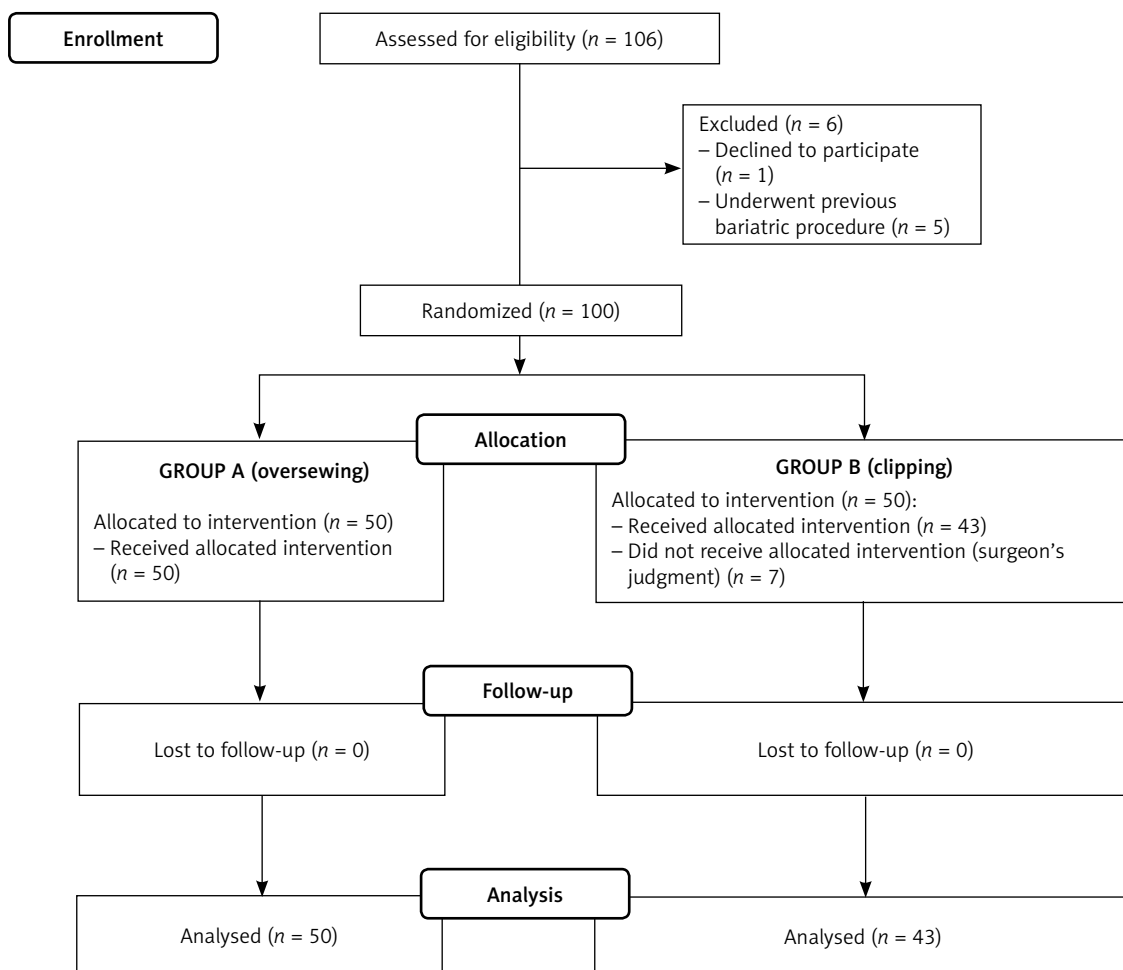 Enrollment
Assessed for eligibility (n = 106)
Excluded (n = 6)
– Declined to participate
(n = 1)
– Underwent previous
bariatric procedure (n = 5)
Randomized (n = 100)
Allocation
GROUP A (oversewing)
Allocated to intervention (n = 50)
– Received allocated intervention
(n = 50)
GROUP B (clipping)
Allocated to intervention (n = 50):
– Received allocated intervention (n = 43)
– Did not receive allocated intervention (surgeon’s
judgment) (n = 7)
Follow-up
Lost to follow-up (n = 0)
Lost to follow-up (n = 0)
Analysis
Analysed (n = 50)
Analysed (n = 43)